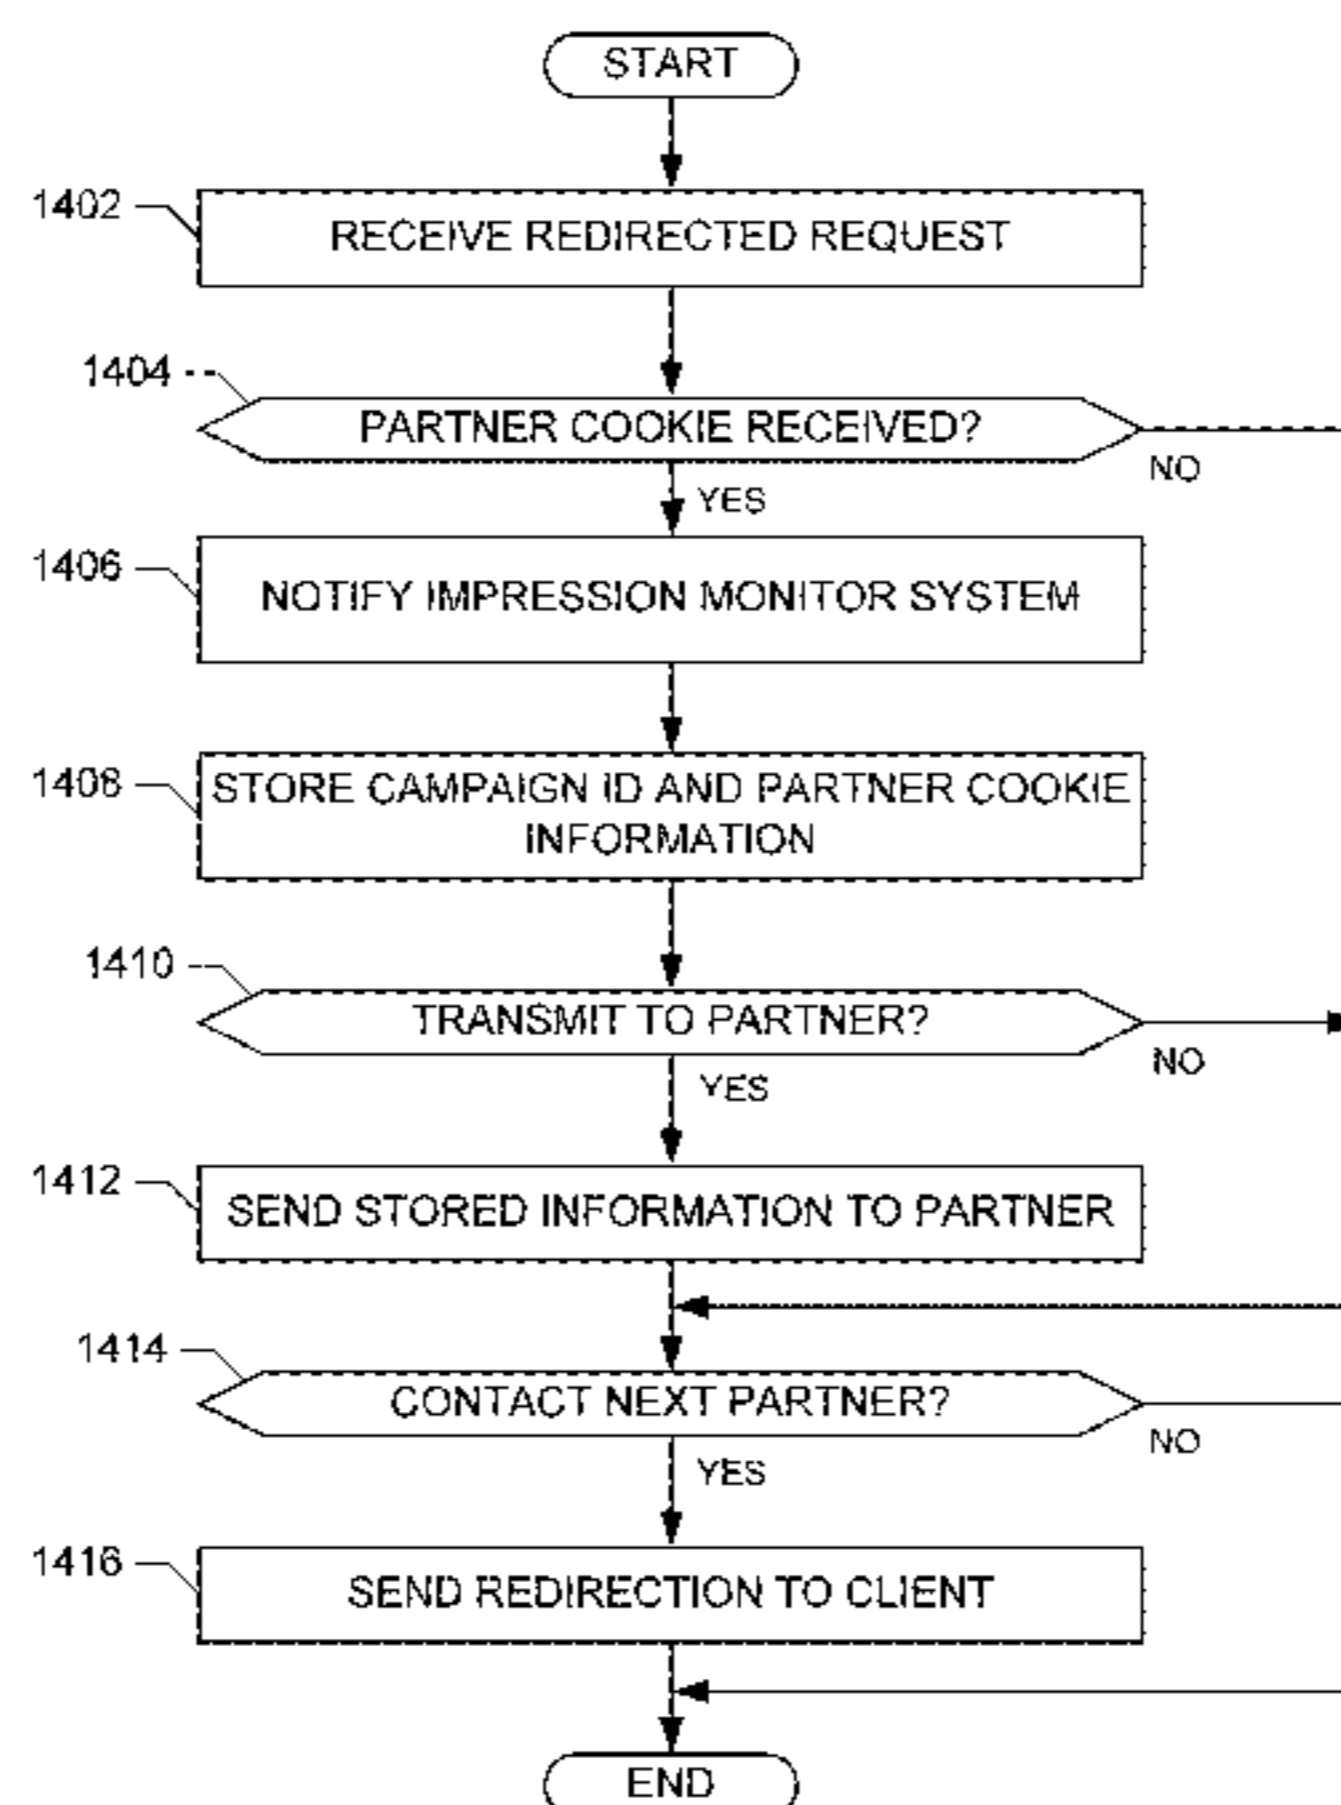 START
1402
RECEIVE REDIRECTED REQUEST
1404
PARTNER COOKIE RECEIVED?
NO
YES
1406
NOTIFY IMPRESSION MONITOR SYSTEM
1408
STORE CAMPAIGN ID AND PARTNER COOKIE
INFORMATION
1410
TRANSMIT TO PARTNER?
NO
YES
1412
SEND STORED INFORMATION TO PARTNER
1414
CONTACT NEXT PARTNER?
NO
YES
1416
SEND REDIRECTION TO CLIENT
END